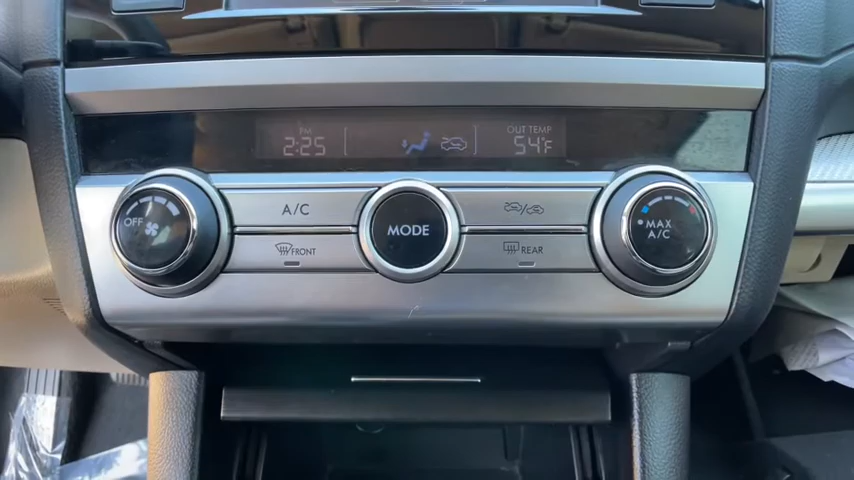 PM OUT TEMP
2:25 54°F
OFF A/C MODE MAX A/C
FRONT REAR